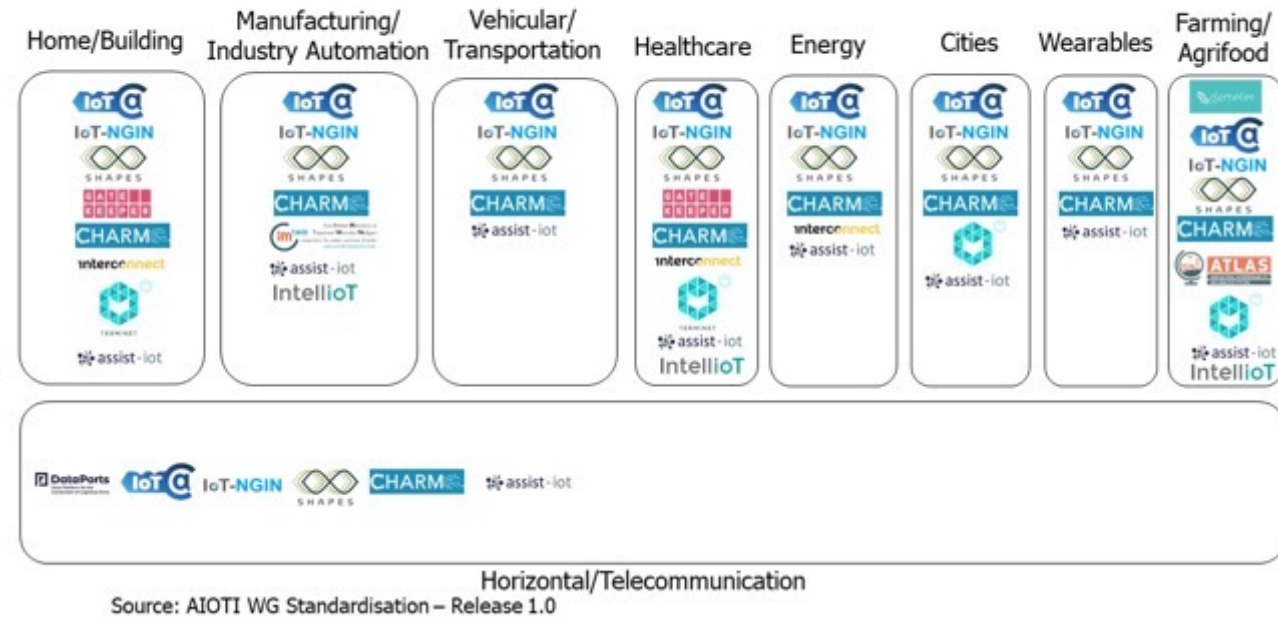 Home/Building
Manufacturing/
Industry Automation
Vehicular/
Transportation
Healthcare
Energy
Cities
Wearables
Farming/
Agrifood
IoT@
IoT-NGIN
SHAPES
GATE
KEEPER
CHARM
interconnect
TERMINET
assist-iot
IoT@
IoT-NGIN
SHAPES
CHARM
im
assist-iot
IntellioT
IoT@
IoT-NGIN
SHAPES
CHARM
assist-iot
IoT@
IoT-NGIN
SHAPES
GATE
KEEPER
CHARM
interconnect
TERMINET
assist-iot
IntellioT
IoT@
IoT-NGIN
SHAPES
CHARM
interconnect
assist-iot
IoT@
IoT-NGIN
SHAPES
CHARM
assist-iot
IoT@
IoT-NGIN
SHAPES
CHARM
assist-iot
demeter
IoT@
IoT-NGIN
SHAPES
CHARM
ATLAS
assist-iot
IntellioT
DataPorts
IoT@
IoT-NGIN
SHAPES
CHARM
assist-iot
Horizontal/Telecommunication
Source: AIOTI WG Standardisation – Release 1.0